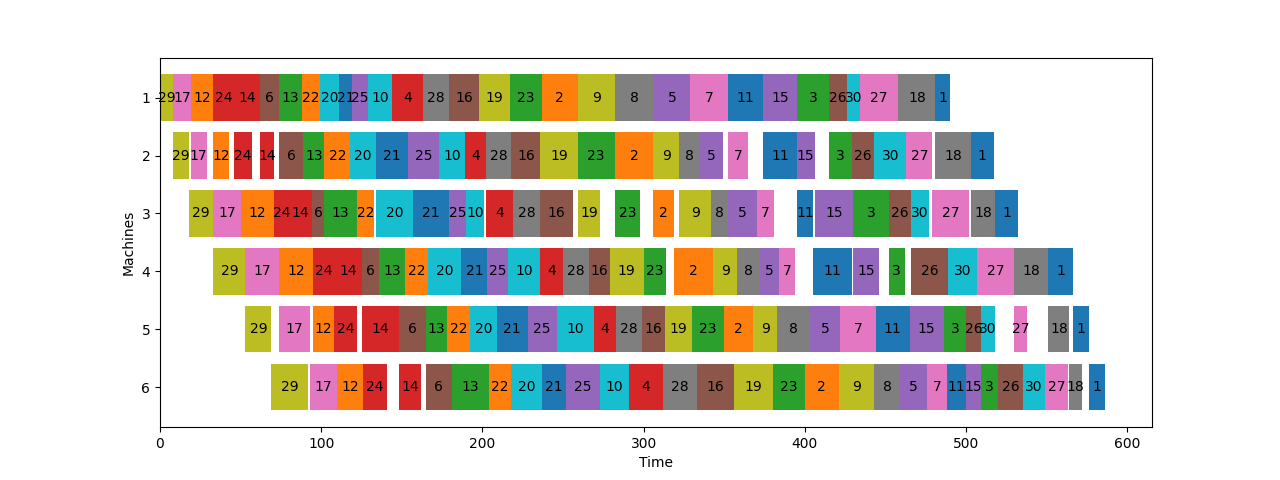 1 29 17 12 24 14 6 13 22 20 21 25 10 4 28 16 19 23 2 9 8 5 7 11 15 3 26 30 27 18 1
2 29 17 12 24 14 6 13 22 20 21 25 10 4 28 16 19 23 2 9 8 5 7 11 15 3 26 30 27 18 1
3 29 17 12 24 14 6 13 22 20 21 25 10 4 28 16 19 23 2 9 8 5 7 11 15 3 26 30 27 18 1
4 29 17 12 24 14 6 13 22 20 21 25 10 4 28 16 19 23 2 9 8 5 7 11 15 3 26 30 27 18 1
5 29 17 12 24 14 6 13 22 20 21 25 10 4 28 16 19 23 2 9 8 5 7 11 15 3 26 30 27 18 1
6 29 17 12 24 14 6 13 22 20 21 25 10 4 28 16 19 23 2 9 8 5 7 11 15 3 26 30 27 18 1
Machines
0 100 200 300 400 500 600
Time